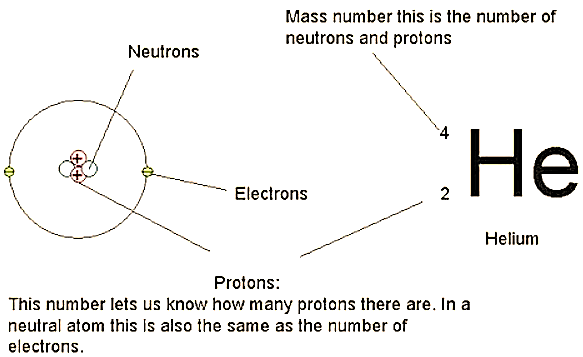 Mass number this is the number of
neutrons and protons
Neutrons
4
He
2
Electrons
Helium
Protons:
This number lets us know how many protons there are. In a
neutral atom this is also the same as the number of
electrons.